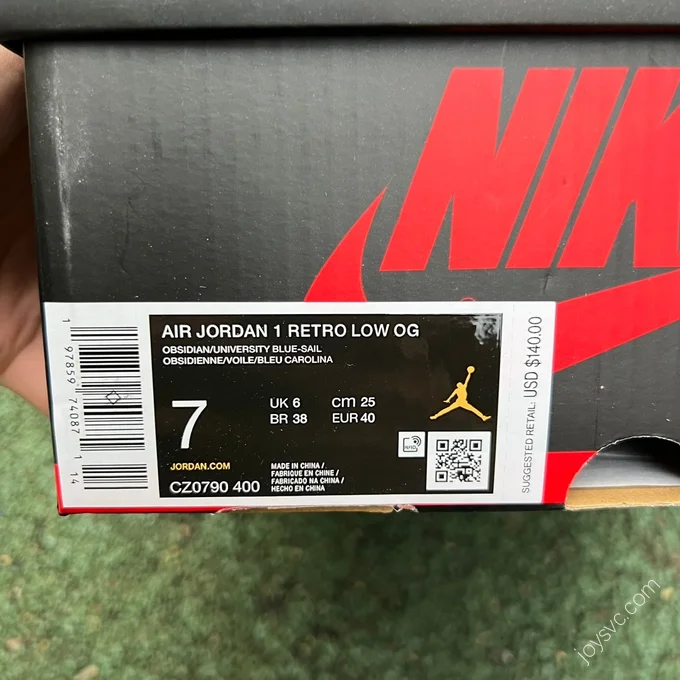 NIK
AIR JORDAN 1 RETRO LOW OG
OBSIDIAN/UNIVERSITY BLUE-SAIL
OBSIDIENNE/VOILE/BLEU CAROLINA
7
UK 6 cm 25
BR 38 EUR 40
JORDAN.COM
CZ0790 400
MADE IN CHINA /
FABRIQUE EN CHINE /
FABRICADO NA CHINA /
HECHO EN CHINA
SUGGESTED RETAIL: USD $140.00
1 97859 74087 1 14
joysvc.com